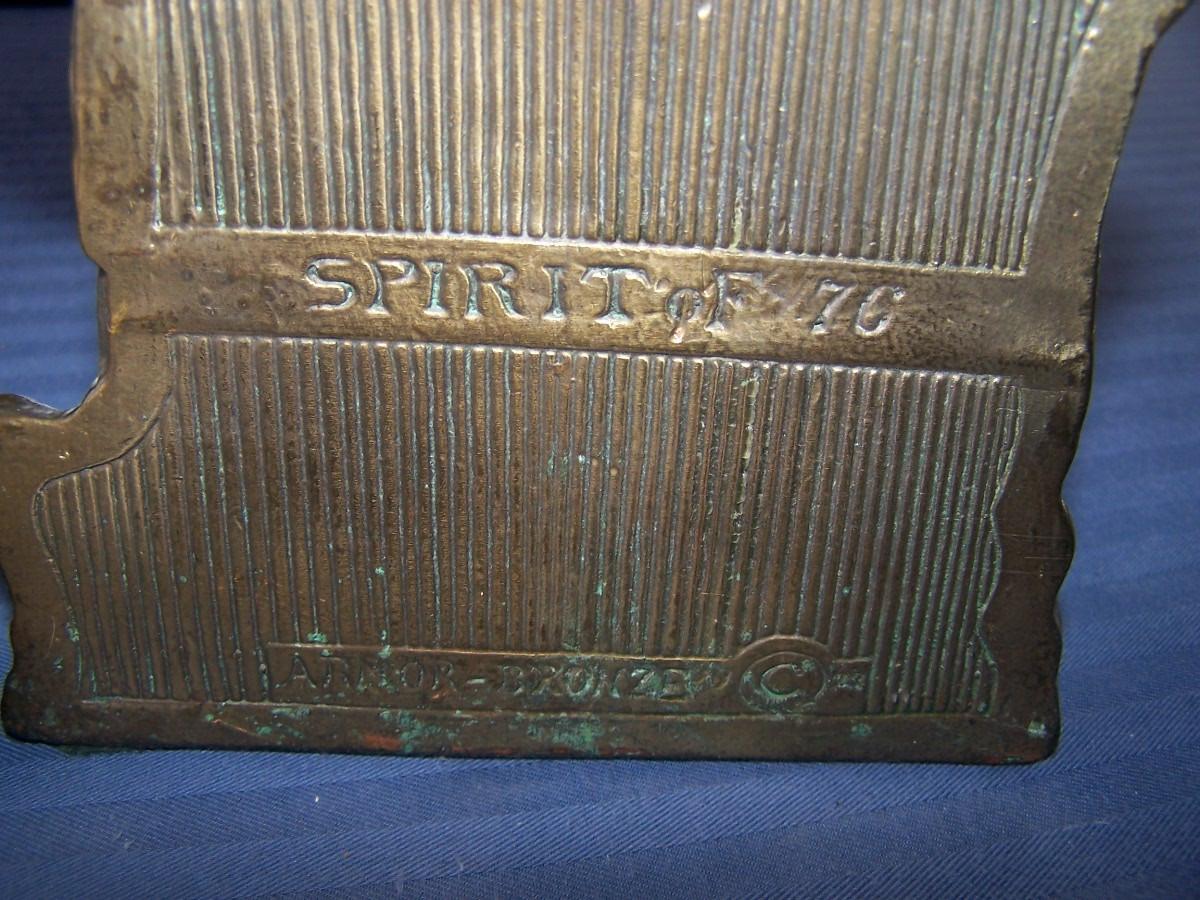 SPIRIT oF 76
ARMOR-BRONZE ©